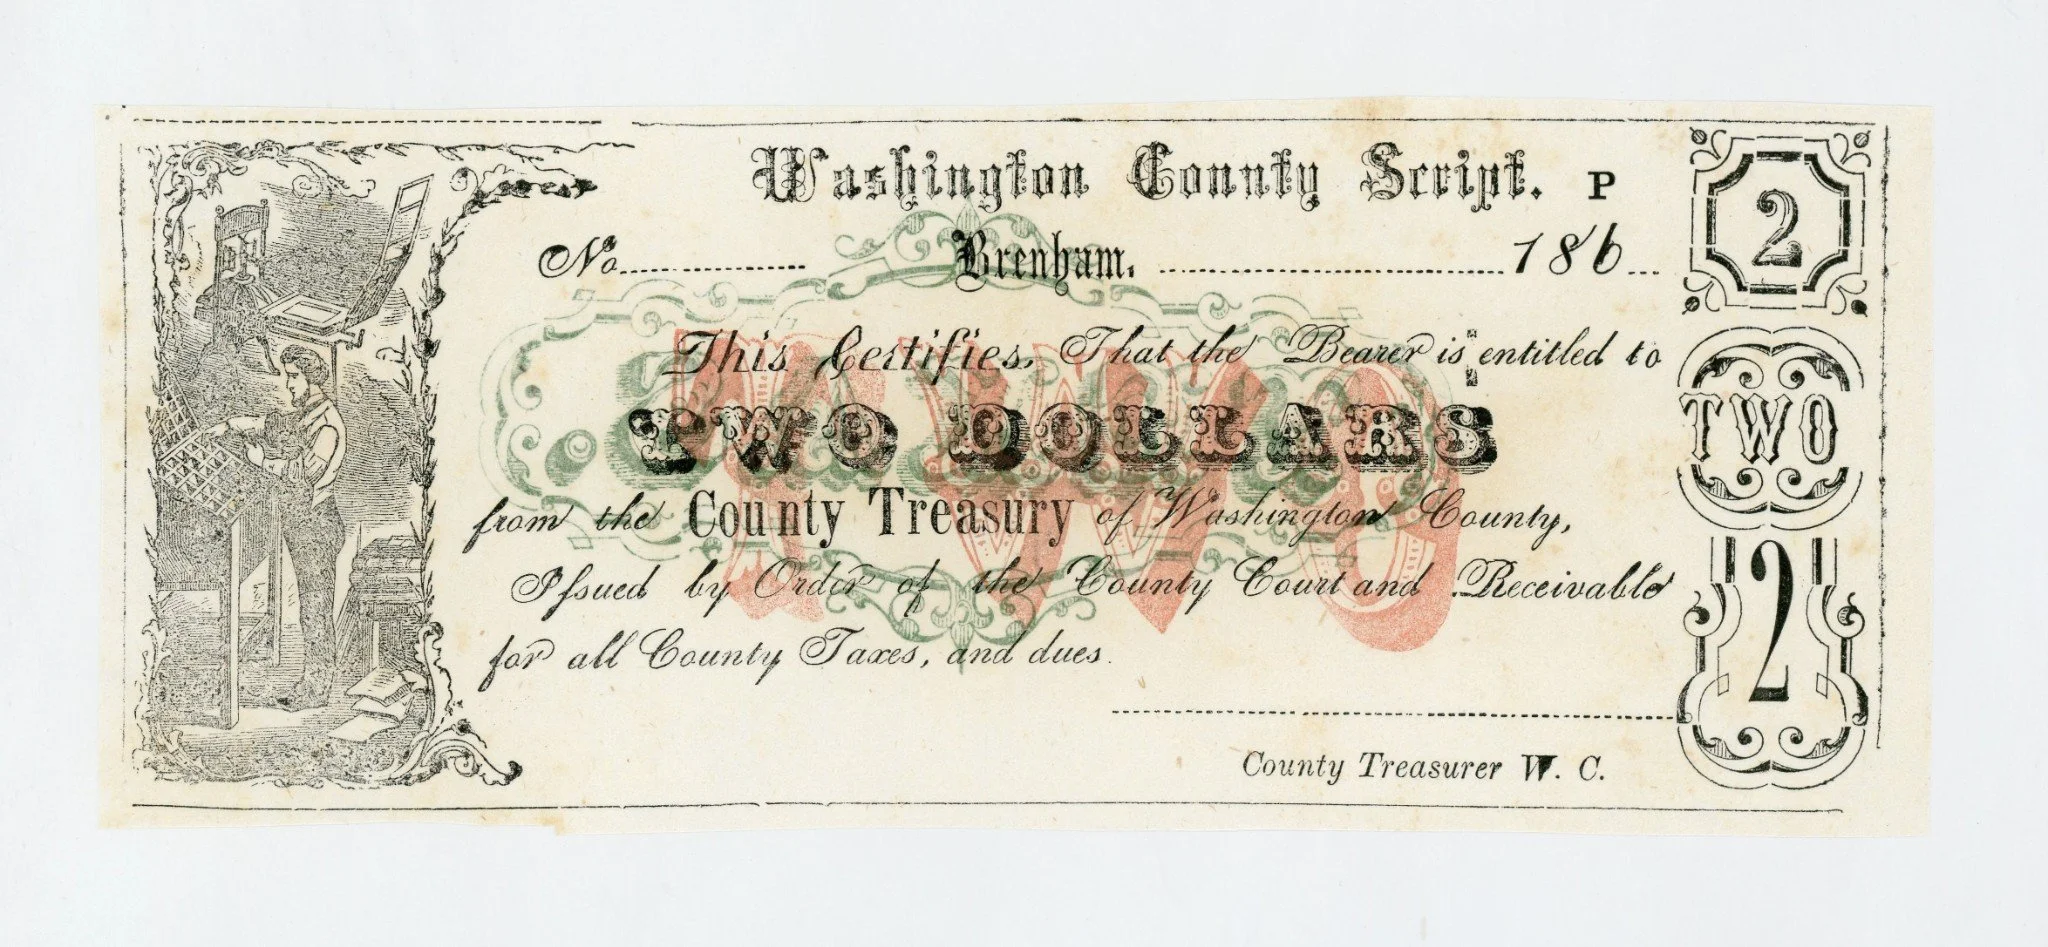 Washington County Script. P
No. Brenham, 186
This Certifies, That the Bearer is entitled to
TWO DOLLARS
from the County Treasury of Washington County,
Issued by Order of the County Court and Receivable
for all County Taxes, and dues.
County Treasurer W. C.
2
TWO
2
TWO